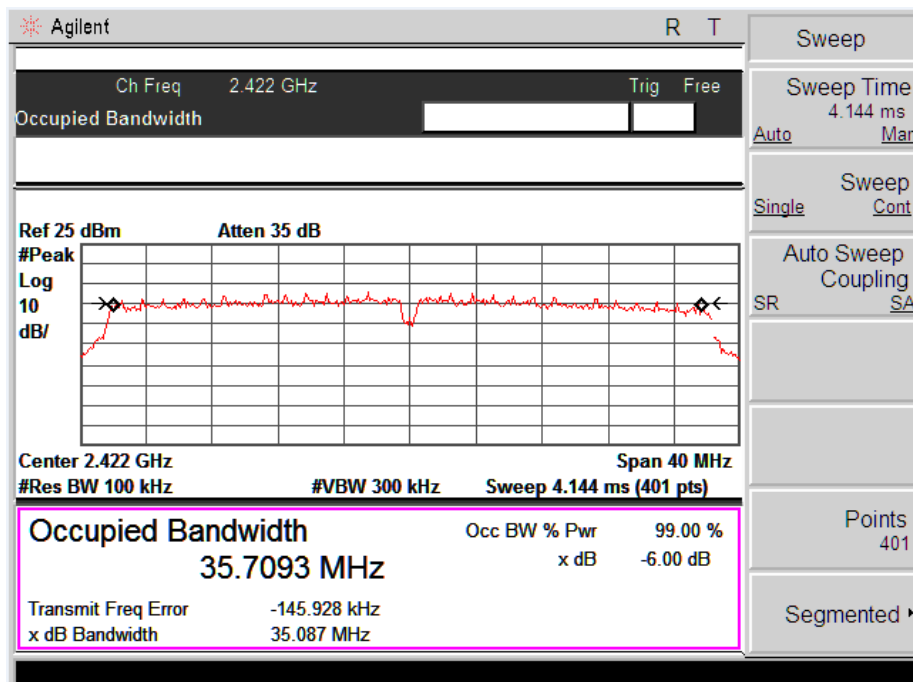 Agilent R T
Sweep
Ch Freq 2.422 GHz Trig Free
Occupied Bandwidth
Sweep Time
4.144 ms
Auto Man
Sweep
Single Cont
Auto Sweep
Coupling
SR SA
Ref 25 dBm Atten 35 dB
#Peak
Log
10
dB/
Center 2.422 GHz Span 40 MHz
#Res BW 100 kHz #VBW 300 kHz Sweep 4.144 ms (401 pts)
Occupied Bandwidth
35.7093 MHz
Occ BW % Pwr 99.00 %
x dB -6.00 dB
Transmit Freq Error -145.928 kHz
x dB Bandwidth 35.087 MHz
Points
401
Segmented